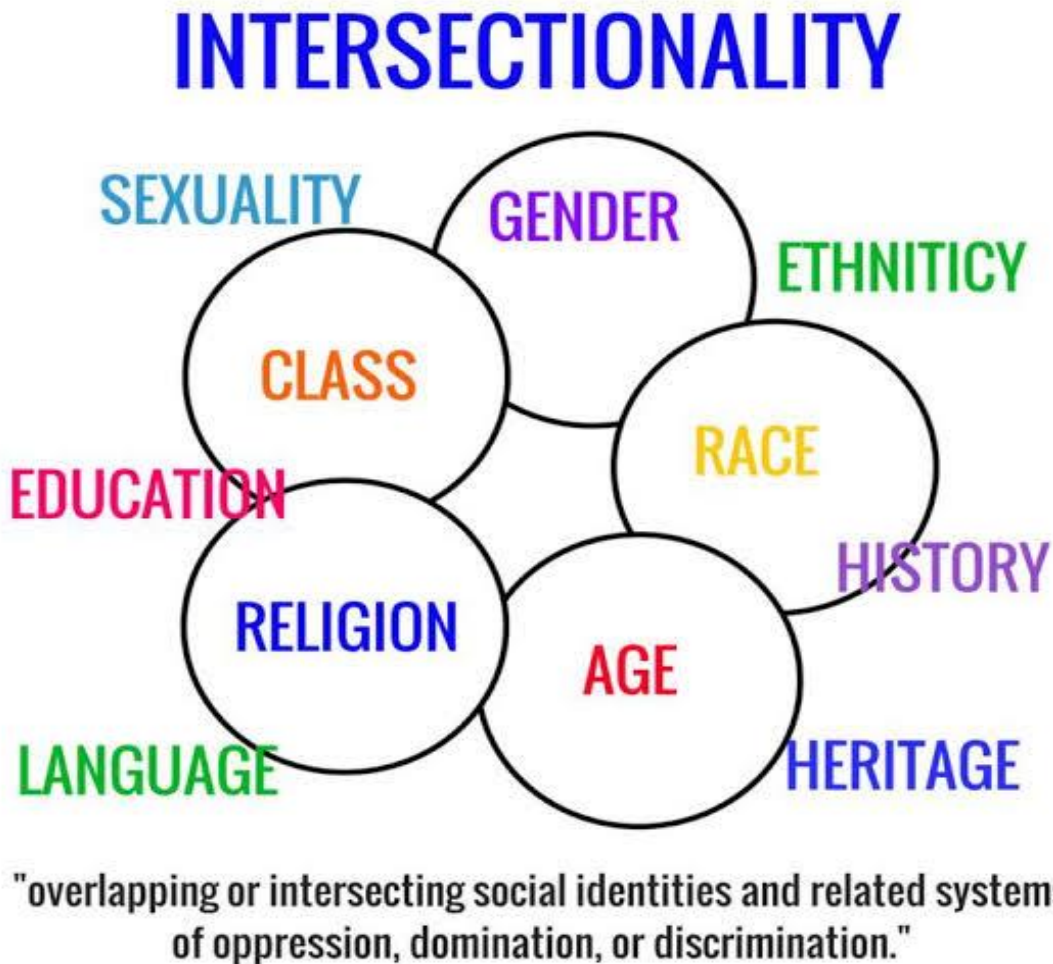 INTERSECTIONALITY
SEXUALITY
GENDER
ETHNITICY
CLASS
RACE
EDUCATION
HISTORY
RELIGION
AGE
LANGUAGE
HERITAGE
"overlapping or intersecting social identities and related system
of oppression, domination, or discrimination."